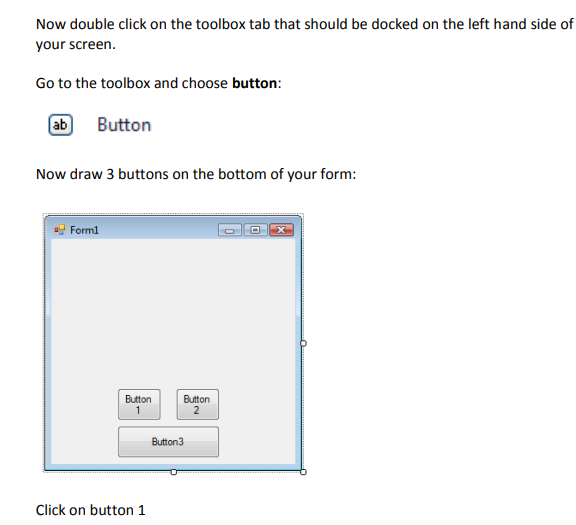 Now double click on the toolbox tab that should be docked on the left hand side of
your screen.
Go to the toolbox and choose button:
ab Button
Now draw 3 buttons on the bottom of your form:
Form1
Button Button
1 2
Button3
Click on button 1